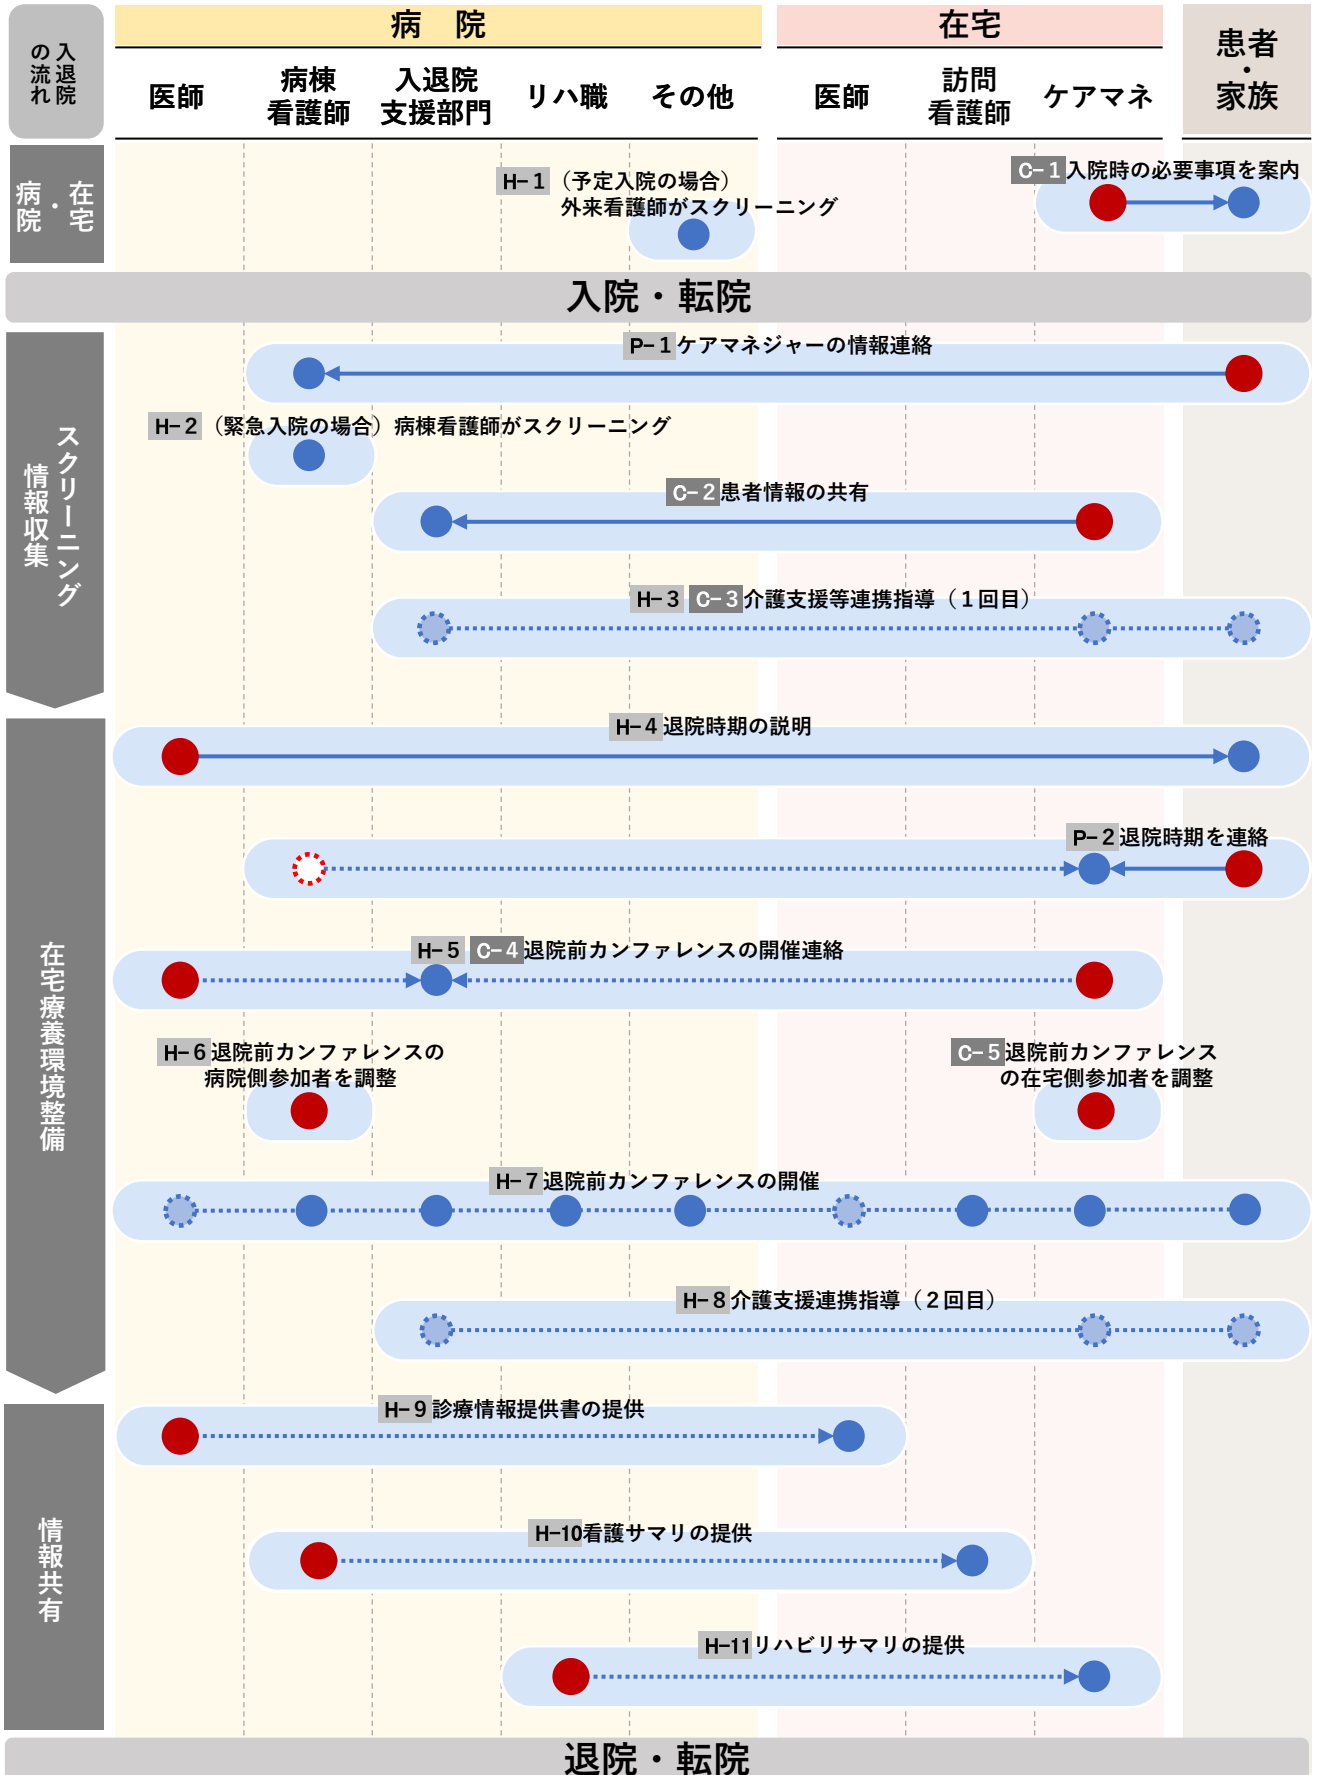 入退院
の流れ
病　院
在宅
患者
・
家族
医師
病棟
看護師
入退院
支援部門
リハ職
その他
医師
訪問
看護師
ケアマネ
在宅
・
病院
H-1（予定入院の場合）
外来看護師がスクリーニング
C-1入院時の必要事項を案内
入院・転院
スクリーニング
情報収集
P-1ケアマネジャーの情報連絡
H-2（緊急入院の場合）病棟看護師がスクリーニング
C-2患者情報の共有
H-3 C-3介護支援等連携指導（１回目）
在宅療養環境整備
H-4退院時期の説明
P-2退院時期を連絡
H-5 C-4退院前カンファレンスの開催連絡
H-6退院前カンファレンスの
病院側参加者を調整
C-5退院前カンファレンス
の在宅側参加者を調整
H-7退院前カンファレンスの開催
H-8介護支援連携指導（２回目）
情報共有
H-9診療情報提供書の提供
H-10看護サマリの提供
H-11リハビリサマリの提供
退院・転院